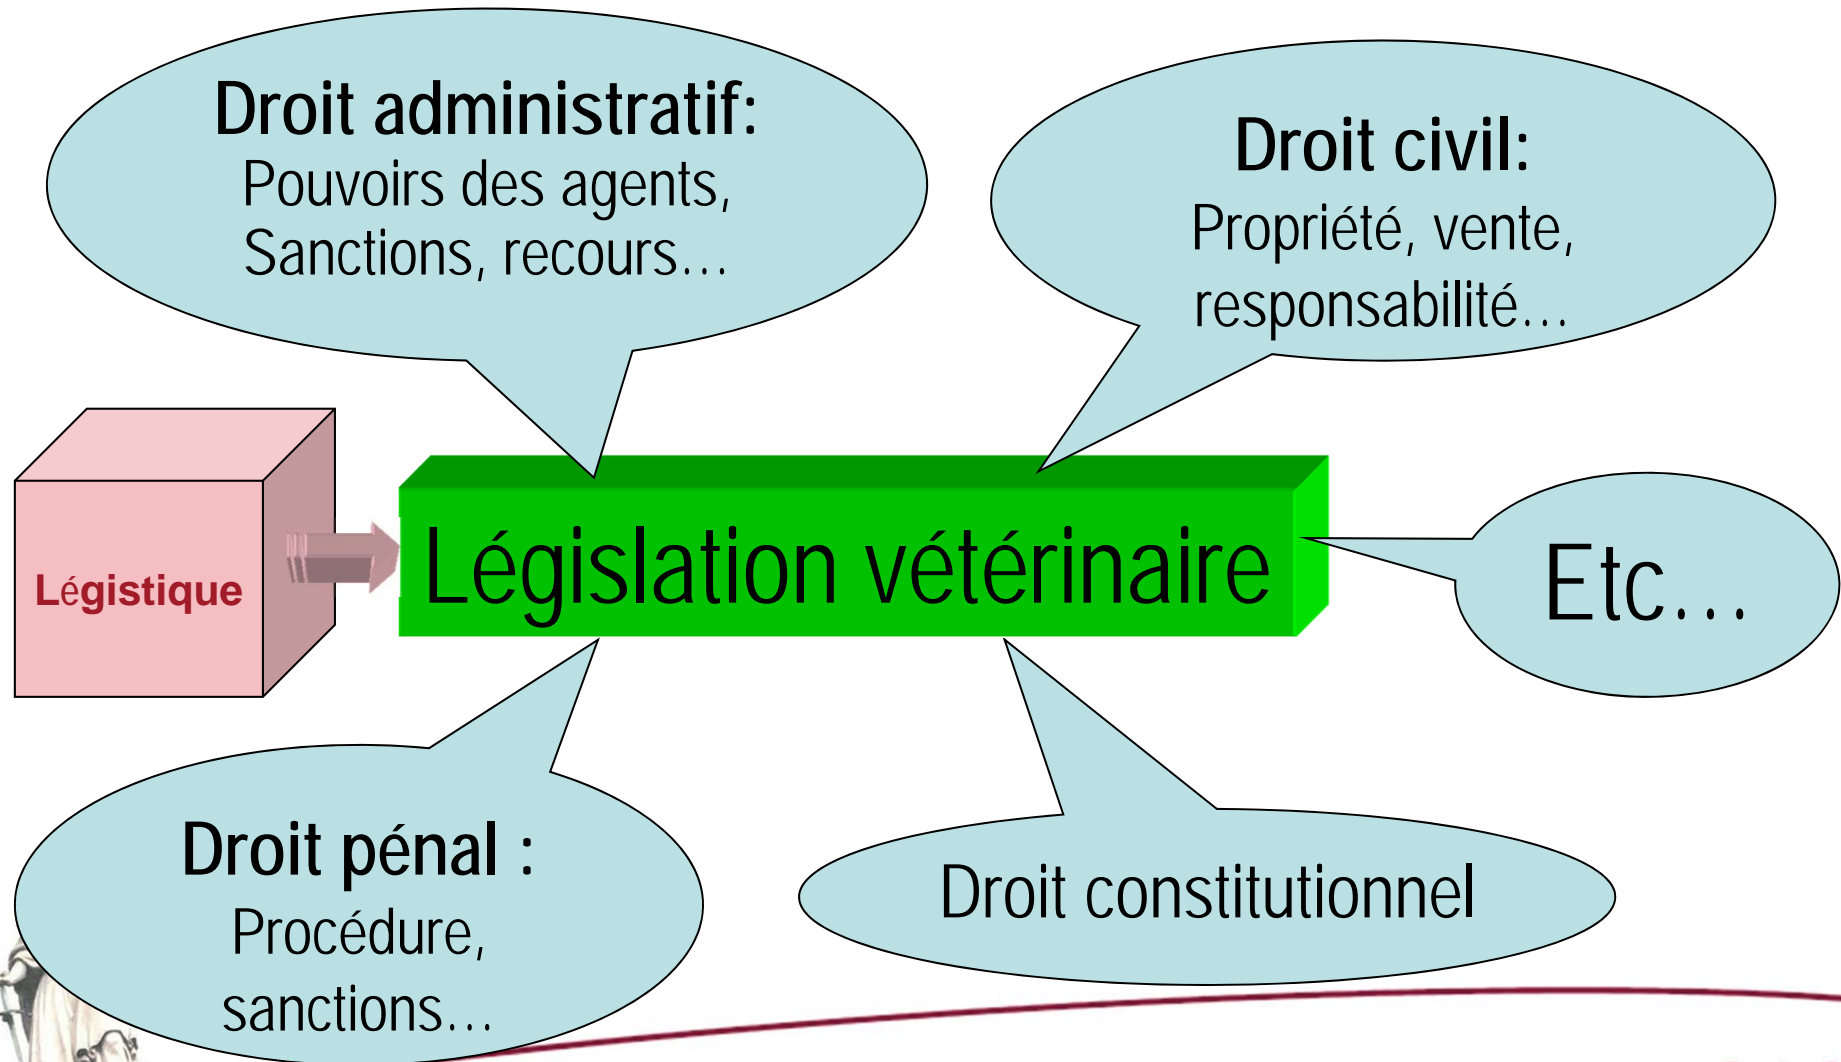 Droit administratif:
Pouvoirs des agents,
Sanctions, recours...
Droit civil:
Propriété, vente,
responsabilité...
Légistique
Législation vétérinaire
Etc...
Droit pénal :
Procédure,
sanctions...
Droit constitutionnel